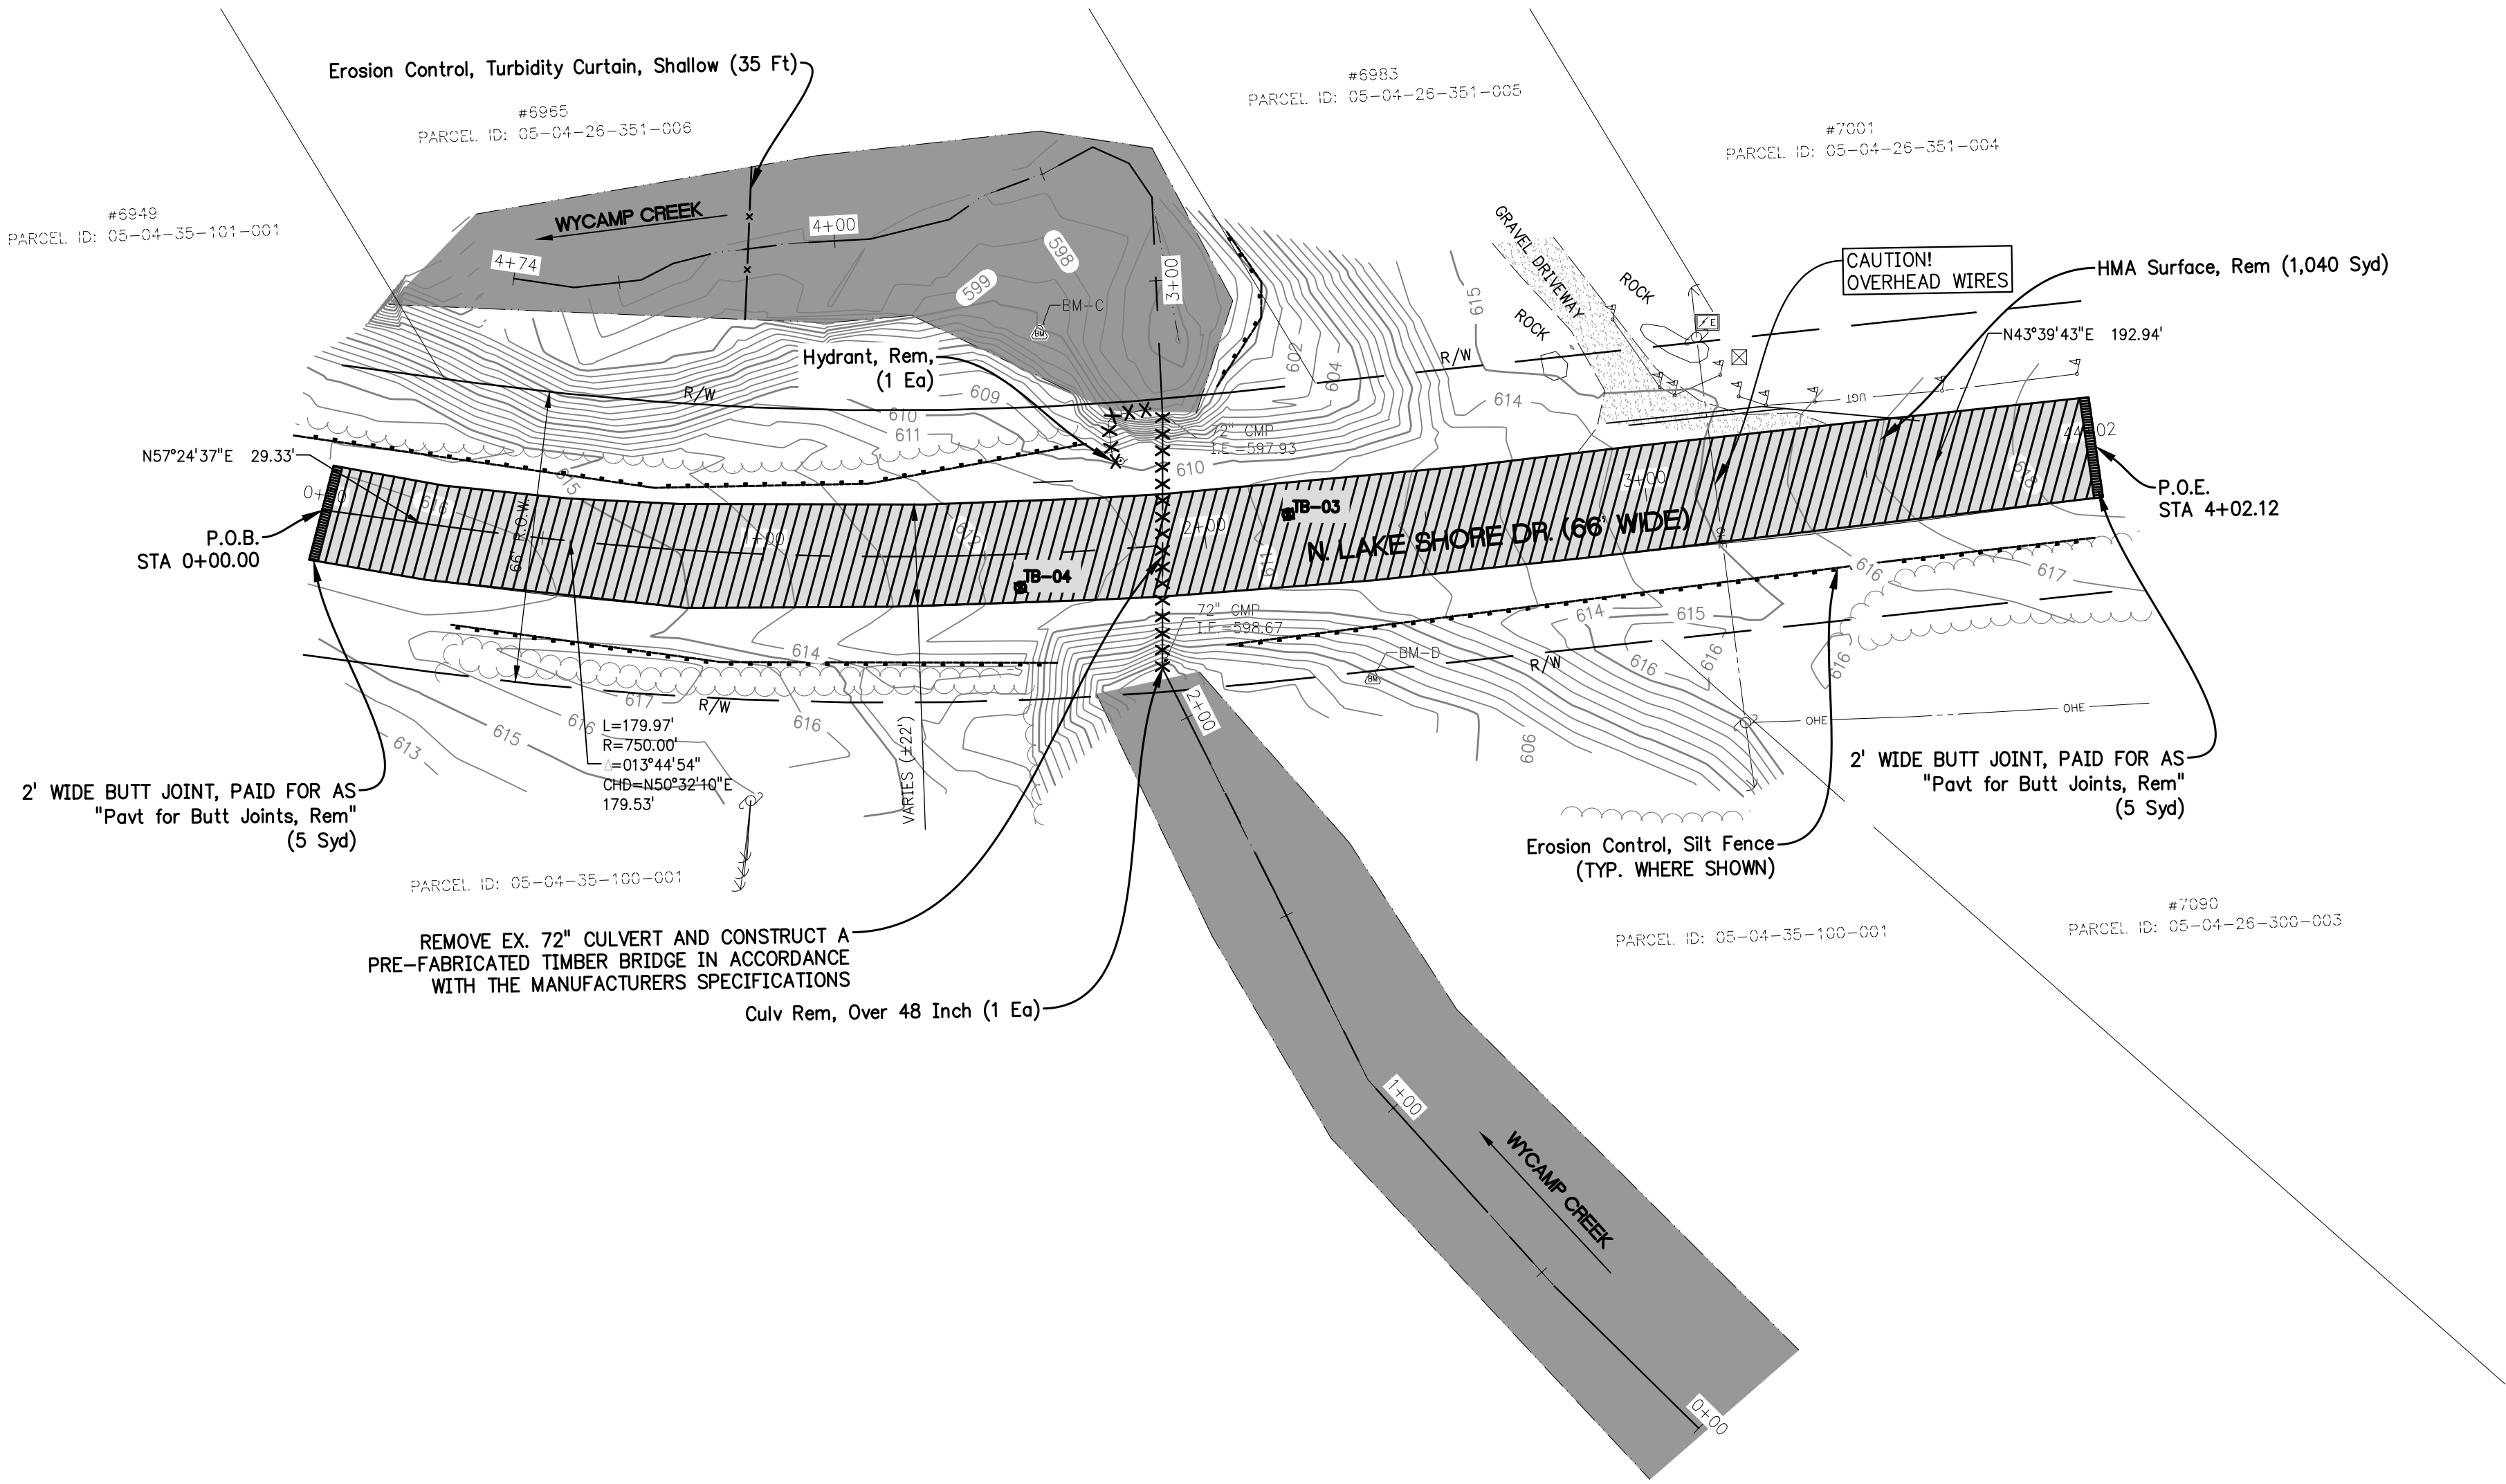 Erosion Control, Turbidity Curtain, Shallow (35 Ft)
#6965
PARCEL ID: 05-04-26-351-006
#6983
PARCEL ID: 05-04-26-351-005
#7001
PARCEL ID: 05-04-26-351-004
#6949
PARCEL ID: 05-04-35-101-001
WYCAMP CREEK
4+00
4+74
598
599
3+00
BM-C
BM
GRAVEL DRIVEWAY
ROCK
ROCK
615
E
CAUTION!
OVERHEAD WIRES
HMA Surface, Rem (1,040 Syd)
N43°39'43"E 192.94'
Hydrant, Rem,
(1 Ea)
602
604
R/W
R/W
609
610
611
614
UGT
72" CMP
I.E.=597.93
610
N57°24'37"E 29.33'
615
616
66' R.O.W.
P.O.B.
STA 0+00.00
1+00
612
2+00
TB-03
TB-04
611
N. LAKE SHORE DR. (66' WIDE)
3+00
P.O.E.
STA 4+02.12
72" CMP
I.E.=598.67
614
BM-D
BM
R/W
614
615
616
616
616
617
616
OHE
OHE
606
617
616
616
R/W
615
613
VARIES (±22')
2+00
L=179.97'
R=750.00'
Δ=013°44'54"
CHD=N50°32'10"E
179.53'
2' WIDE BUTT JOINT, PAID FOR AS
"Pavt for Butt Joints, Rem"
(5 Syd)
2' WIDE BUTT JOINT, PAID FOR AS
"Pavt for Butt Joints, Rem"
(5 Syd)
Erosion Control, Silt Fence
(TYP. WHERE SHOWN)
PARCEL ID: 05-04-35-100-001
#7090
PARCEL ID: 05-04-26-300-003
PARCEL ID: 05-04-35-100-001
REMOVE EX. 72" CULVERT AND CONSTRUCT A
PRE-FABRICATED TIMBER BRIDGE IN ACCORDANCE
WITH THE MANUFACTURERS SPECIFICATIONS
Culv Rem, Over 48 Inch (1 Ea)
1+00
WYCAMP CREEK
0+00